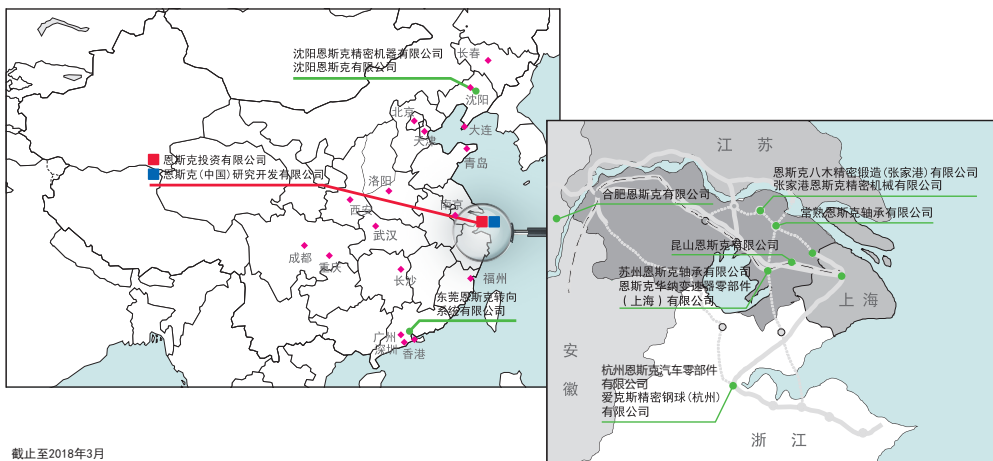 沈阳恩斯克精密机器有限公司
沈阳恩斯克有限公司
长春
沈阳
北京
天津
大连
青岛
恩斯克投资有限公司
恩斯克(中国)研究开发有限公司
洛阳
西安
南京
武汉
成都
重庆
长沙
福州
东莞恩斯克转向
系统有限公司
广州
深圳
香港
江 苏
恩斯克八木精密锻造(张家港)有限公司
张家港恩斯克精密机械有限公司
合肥恩斯克有限公司
常熟恩斯克轴承有限公司
昆山恩斯克有限公司
苏州恩斯克轴承有限公司
恩斯克华纳变速器零部件
(上海)有限公司
上 海
安
徽
杭州恩斯克汽车零部件
有限公司
爱克斯精密钢球(杭州)
有限公司
浙 江
截止至2018年3月